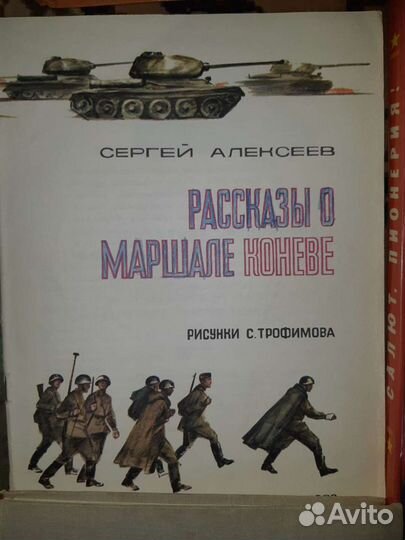 СЕРГЕЙ АЛЕКСЕЕВ
РАССКАЗЫ О
МАРШАЛЕ КОНЕВЕ
РИСУНКИ С. ТРОФИМОВА
САЛЮТ, ПИОНЕРИЯ!
Avito